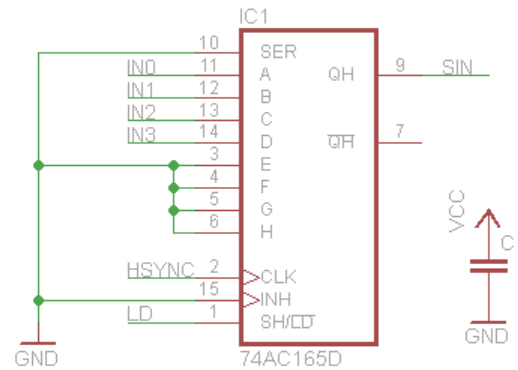 IC1
10 SER
IN0 11 A QH 9 SIN
IN1 12 B
IN2 13 C
IN3 14 D QH 7
3 E
4 F
5 G
6 H
HSYNC 2 CLK
15 INH
LD 1 SH/LD
GND
74AC165D
VCC
C
GND